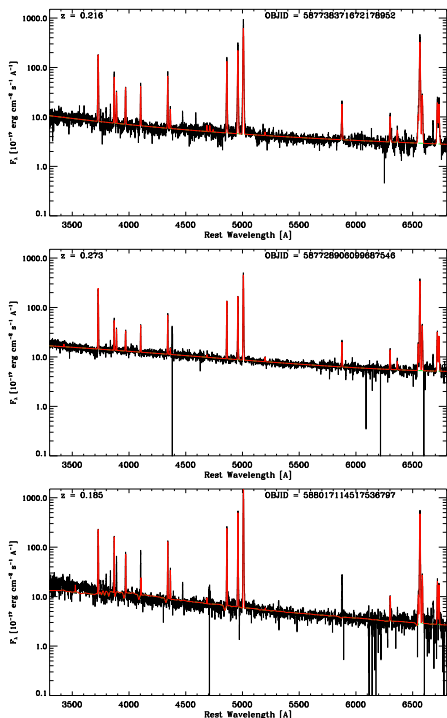 z = 0.216 OBJID = 587738371672178952
1000.0
100.0
10.0
1.0
0.1
3500 4000 4500 5000 5500 6000 6500
Rest Wavelength [A]
F_λ [10⁻¹⁷ erg cm⁻² s⁻¹ A⁻¹]
z = 0.273 OBJID = 587728906099687546
1000.0
100.0
10.0
1.0
0.1
3500 4000 4500 5000 5500 6000 6500
Rest Wavelength [A]
F_λ [10⁻¹⁷ erg cm⁻² s⁻¹ A⁻¹]
z = 0.185 OBJID = 588017114517536797
1000.0
100.0
10.0
1.0
0.1
3500 4000 4500 5000 5500 6000 6500
Rest Wavelength [A]
F_λ [10⁻¹⁷ erg cm⁻² s⁻¹ A⁻¹]